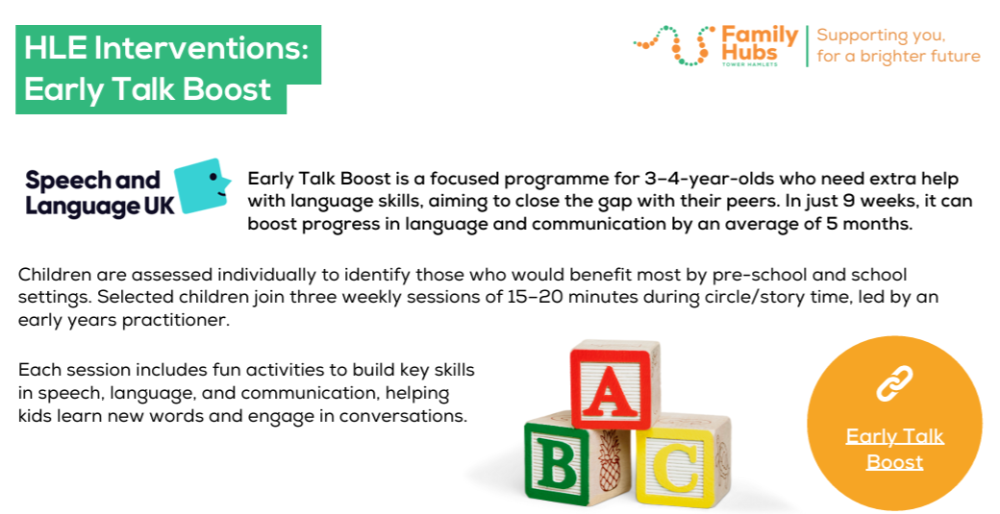 HLE Interventions:
Early Talk Boost
Family
Hubs
TOWER HAMLETS
Supporting you,
for a brighter future
Speech and
Language UK
Early Talk Boost is a focused programme for 3–4-year-olds who need extra help
with language skills, aiming to close the gap with their peers. In just 9 weeks, it can
boost progress in language and communication by an average of 5 months.
Children are assessed individually to identify those who would benefit most by pre-school and school
settings. Selected children join three weekly sessions of 15–20 minutes during circle/story time, led by an
early years practitioner.
Each session includes fun activities to build key skills
in speech, language, and communication, helping
kids learn new words and engage in conversations.
A
B
C
Early Talk
Boost